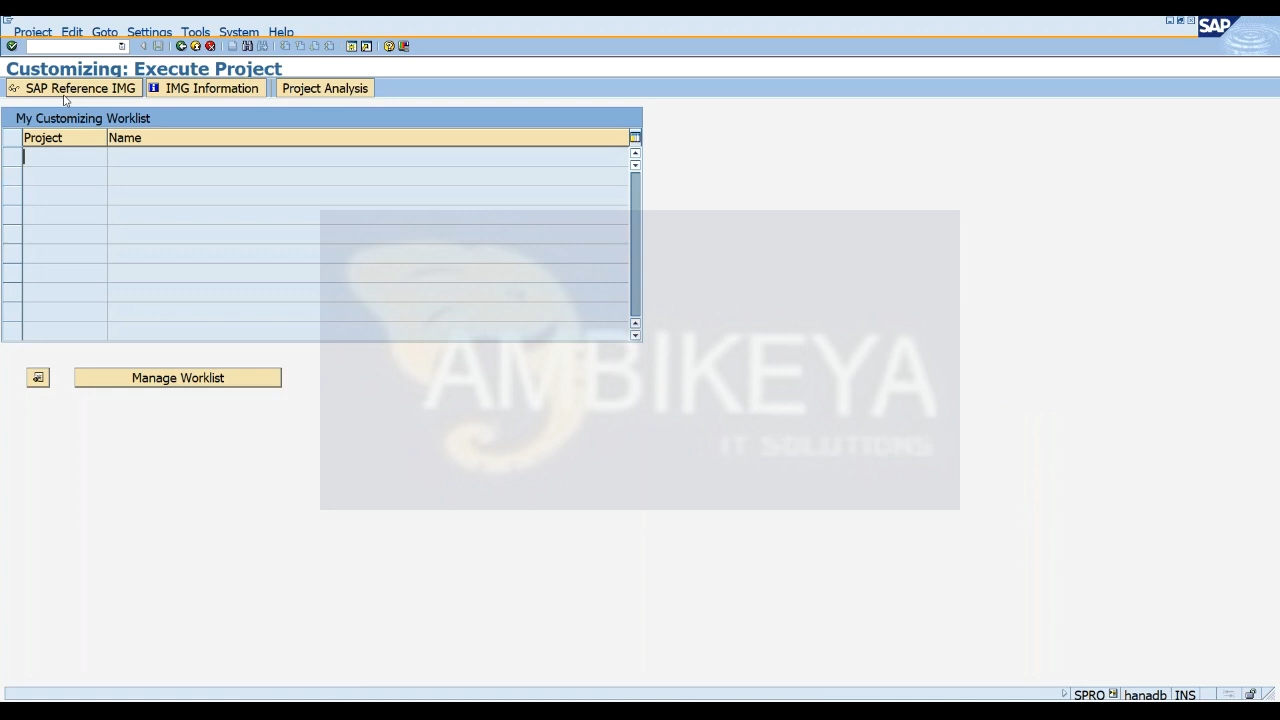 Project Edit Goto Settings Tools System Help
SAP
Customizing: Execute Project
SAP Reference IMG IMG Information Project Analysis
My Customizing Worklist
Project Name
AMBIKEYA
IT SOLUTIONS
Manage Worklist
SPRO hanadb INS